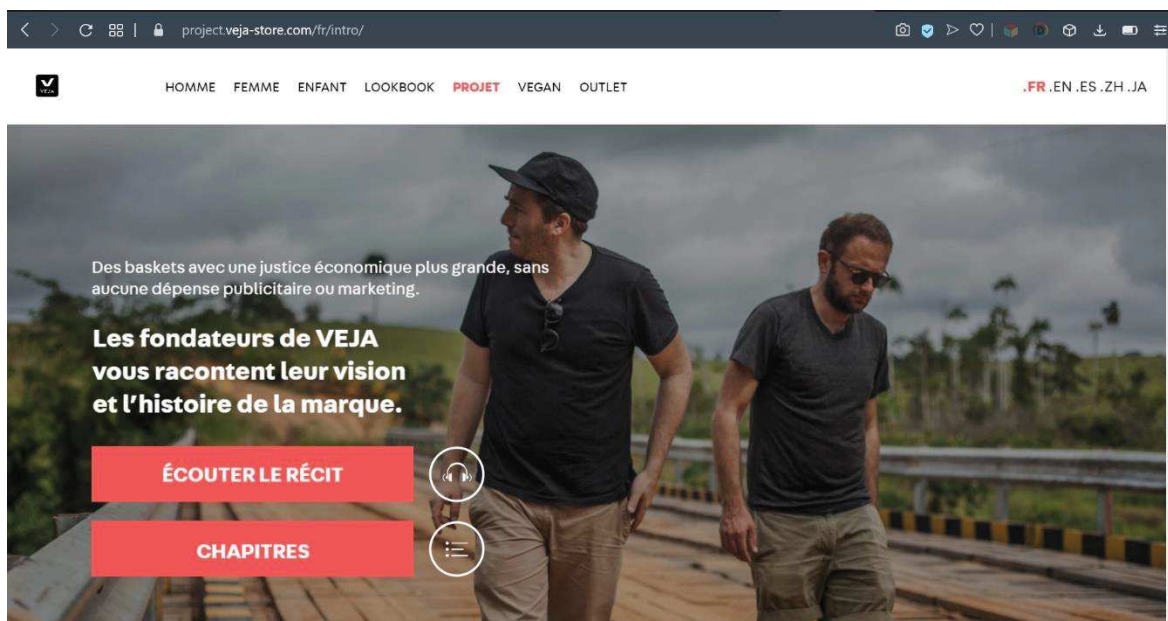 project.veja-store.com/fr/intro/
VEJA
HOMME FEMME ENFANT LOOKBOOK PROJET VEGAN OUTLET
.FR .EN .ES .ZH .JA
Des baskets avec une justice économique plus grande, sans
aucune dépense publicitaire ou marketing.
Les fondateurs de VEJA
vous racontent leur vision
et l’histoire de la marque.
ÉCOUTER LE RÉCIT
CHAPITRES